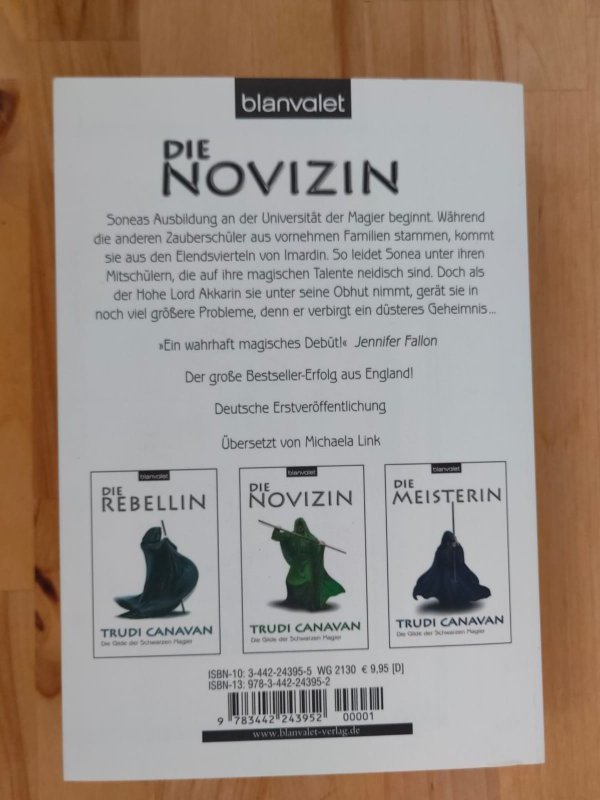 blanvalet
DIE
NOVIZIN
Soneas Ausbildung an der Universität der Magier beginnt. Während
die anderen Zauberschüler aus vornehmen Familien stammen, kommt
sie aus den Elendsvierteln von Imardin. So leidet Sonea unter ihren
Mitschülern, die auf ihre magischen Talente neidisch sind. Doch als
der Hohe Lord Akkarin sie unter seine Obhut nimmt, gerät sie in
noch viel größere Probleme, denn er verbirgt ein düsteres Geheimnis...
»Ein wahrhaft magisches Debüt!« Jennifer Fallon
Der große Bestseller-Erfolg aus England!
Deutsche Erstveröffentlichung
Übersetzt von Michaela Link
blanvalet
DIE
REBELLIN
TRUDI CANAVAN
Die Gilde der Schwarzen Magier
blanvalet
DIE
NOVIZIN
TRUDI CANAVAN
Die Gilde der Schwarzen Magier
blanvalet
DIE
MEISTERIN
TRUDI CANAVAN
Die Gilde der Schwarzen Magier
ISBN-10: 3-442-24395-5 WG 2130 € 9,95 [D]
ISBN-13: 978-3-442-24395-2
9 783442 243952 00001
www.blanvalet-verlag.de